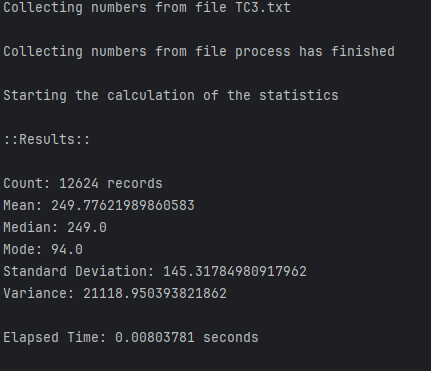 Collecting numbers from file TC3.txt
Collecting numbers from file process has finished
Starting the calculation of the statistics
::Results::
Count: 12624 records
Mean: 249.77621989860583
Median: 249.0
Mode: 94.0
Standard Deviation: 145.31784980917962
Variance: 21118.950393821862
Elapsed Time: 0.00803781 seconds